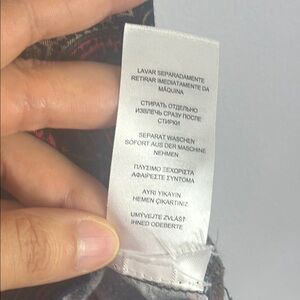 LAVAR SEPARADAMENTE
RETIRAR IMEDIATAMENTE DA
MÁQUINA
СТИРАТЬ ОТДЕЛЬНО
ИЗВЛЕЧЬ СРАЗУ ПОСЛЕ
СТИРКИ
SEPARAT WASCHEN
SOFORT AUS DER MASCHINE
NEHMEN
ΠΛΥΣΙΜΟ ΞΕΧΩΡΙΣΤΑ
ΑΦΑΙΡΕΣΤΕ ΣΥΝΤΟΜΑ
AYRI YIKAYIN
HEMEN ÇIKARTINIZ
UMÝVEJTE ZVLÁŠŤ
IHNED ODEBERTE